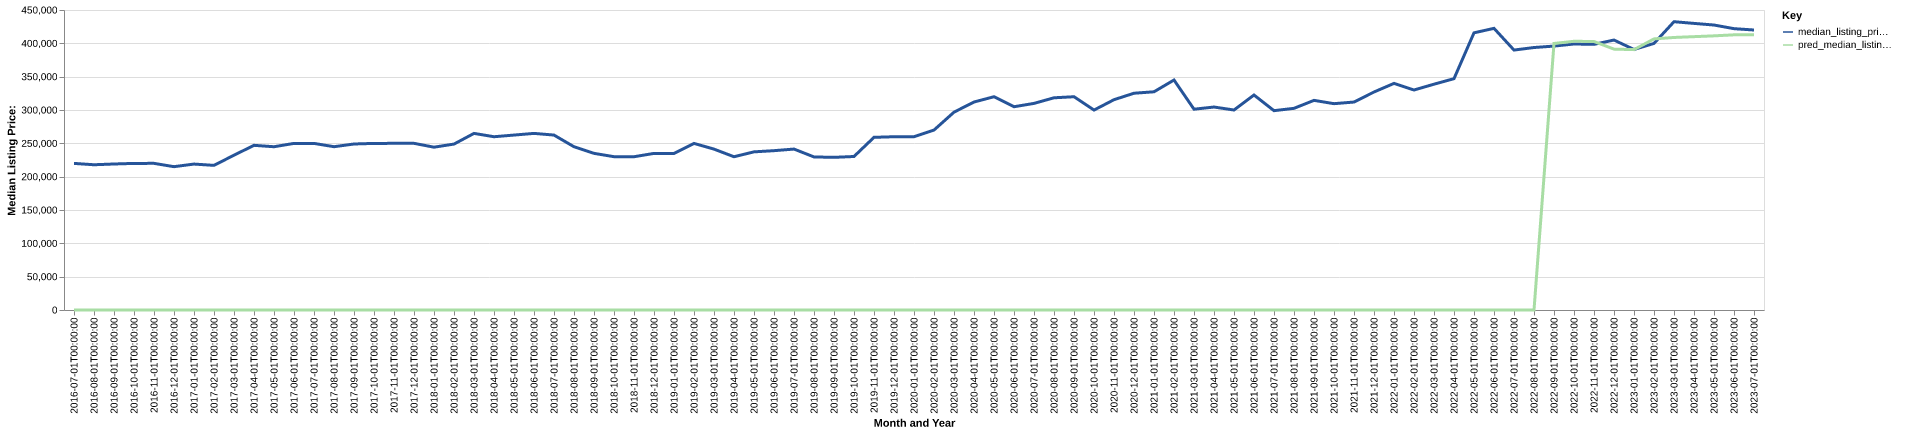 450,000
400,000
350,000
300,000
250,000
200,000
150,000
100,000
50,000
0
Median Listing Price:
2016-07-01T00:00:00
2016-08-01T00:00:00
2016-09-01T00:00:00
2016-10-01T00:00:00
2016-11-01T00:00:00
2016-12-01T00:00:00
2017-01-01T00:00:00
2017-02-01T00:00:00
2017-03-01T00:00:00
2017-04-01T00:00:00
2017-05-01T00:00:00
2017-06-01T00:00:00
2017-07-01T00:00:00
2017-08-01T00:00:00
2017-09-01T00:00:00
2017-10-01T00:00:00
2017-11-01T00:00:00
2017-12-01T00:00:00
2018-01-01T00:00:00
2018-02-01T00:00:00
2018-03-01T00:00:00
2018-04-01T00:00:00
2018-05-01T00:00:00
2018-06-01T00:00:00
2018-07-01T00:00:00
2018-08-01T00:00:00
2018-09-01T00:00:00
2018-10-01T00:00:00
2018-11-01T00:00:00
2018-12-01T00:00:00
2019-01-01T00:00:00
2019-02-01T00:00:00
2019-03-01T00:00:00
2019-04-01T00:00:00
2019-05-01T00:00:00
2019-06-01T00:00:00
2019-07-01T00:00:00
2019-08-01T00:00:00
2019-09-01T00:00:00
2019-10-01T00:00:00
2019-11-01T00:00:00
2019-12-01T00:00:00
2020-01-01T00:00:00
2020-02-01T00:00:00
2020-03-01T00:00:00
2020-04-01T00:00:00
2020-05-01T00:00:00
2020-06-01T00:00:00
2020-07-01T00:00:00
2020-08-01T00:00:00
2020-09-01T00:00:00
2020-10-01T00:00:00
2020-11-01T00:00:00
2020-12-01T00:00:00
2021-01-01T00:00:00
2021-02-01T00:00:00
2021-03-01T00:00:00
2021-04-01T00:00:00
2021-05-01T00:00:00
2021-06-01T00:00:00
2021-07-01T00:00:00
2021-08-01T00:00:00
2021-09-01T00:00:00
2021-10-01T00:00:00
2021-11-01T00:00:00
2021-12-01T00:00:00
2022-01-01T00:00:00
2022-02-01T00:00:00
2022-03-01T00:00:00
2022-04-01T00:00:00
2022-05-01T00:00:00
2022-06-01T00:00:00
2022-07-01T00:00:00
2022-08-01T00:00:00
2022-09-01T00:00:00
2022-10-01T00:00:00
2022-11-01T00:00:00
2022-12-01T00:00:00
2023-01-01T00:00:00
2023-02-01T00:00:00
2023-03-01T00:00:00
2023-04-01T00:00:00
2023-05-01T00:00:00
2023-06-01T00:00:00
2023-07-01T00:00:00
Month and Year
Key
median_listing_pri…
pred_median_listin…